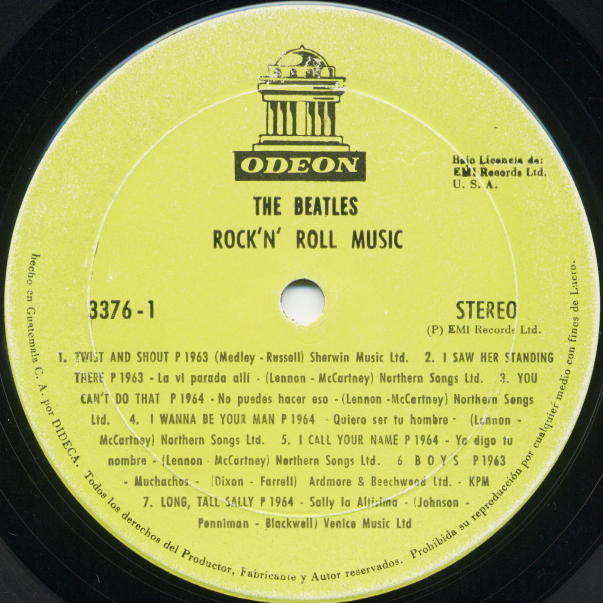 ODEON
Bajo Licencia de:
EMI Records Ltd.
U. S. A.
THE BEATLES
ROCK'N' ROLL MUSIC
3376-1
STEREO
(P) EMI Records Ltd.
1. TWIST AND SHOUT P 1963 (Medley - Russell) Sherwin Music Ltd. 2. I SAW HER STANDING
THERE P 1963 - La vi parada allí - (Lennon - McCartney) Northern Songs Ltd. 3. YOU
CAN'T DO THAT P 1964 - No puedes hacer eso - (Lennon -McCartney) Northern Songs
Ltd. 4. I WANNA BE YOUR MAN P 1964 - Quiero ser tu hombre - (Lennon -
McCartney) Northern Songs Ltd. 5. I CALL YOUR NAME P 1964 - Yo digo tu
nombre - (Lennon - McCartney) Northern Songs Ltd. 6 B O Y S P 1963
- Muchachos - (Dixon - Farrell) Ardmore & Beechwood Ltd. - KPM
7. LONG, TALL SALLY P 1964 - Sally la Altísima - (Johnson -
Penniman - Blackwell) Venice Music Ltd
hecho en Guatemala C. A. por DIDECA. Todos los derechos del Productor, Fabricante y Autor reservados. Prohibida su reproducción por cualquier medio con fines de Lucro.